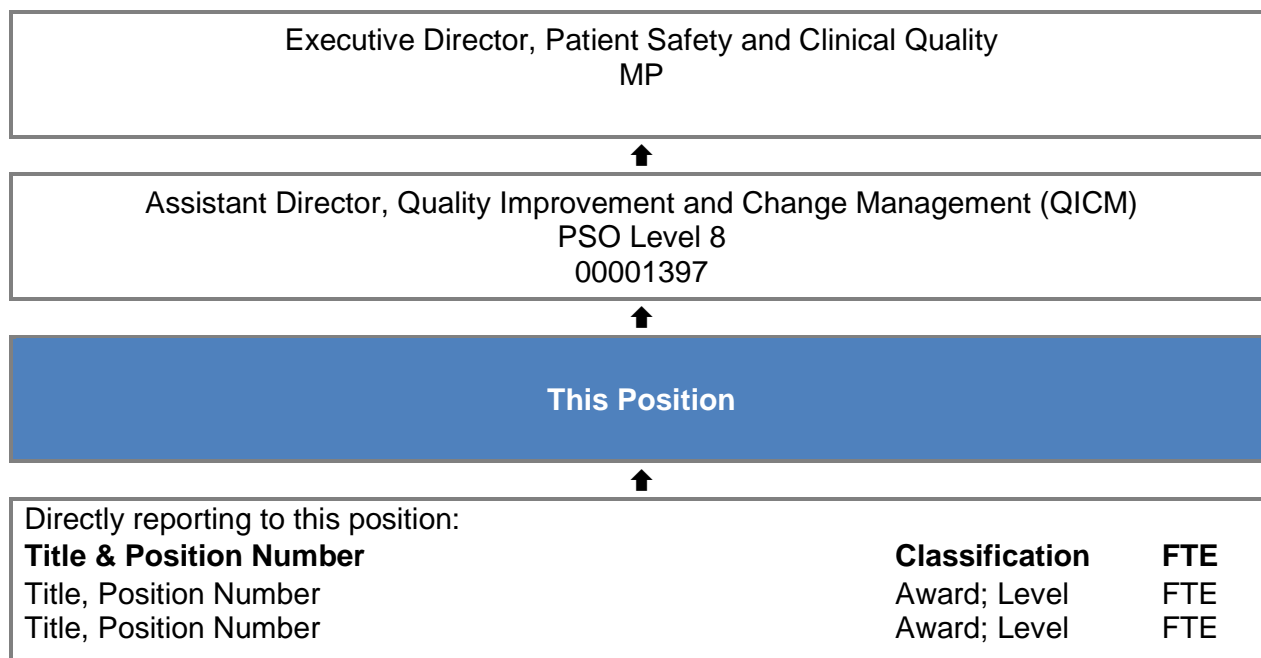 Executive Director, Patient Safety and Clinical Quality
MP
Assistant Director, Quality Improvement and Change Management (QICM)
PSO Level 8
00001397
This Position
Directly reporting to this position:
Title & Position Number Classification FTE
Title, Position Number Award; Level FTE
Title, Position Number Award; Level FTE